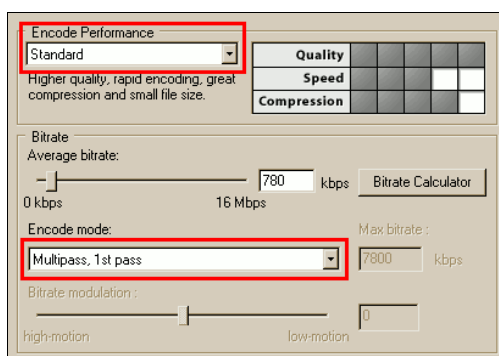 Encode Performance
Standard
Higher quality, rapid encoding, great
compression and small file size.
Quality
Speed
Compression
Bitrate
Average bitrate:
780 kbps
Bitrate Calculator
0 kbps 16 Mbps
Encode mode:
Max bitrate :
Multipass, 1st pass
7800 kbps
Bitrate modulation :
0
high-motion low-motion